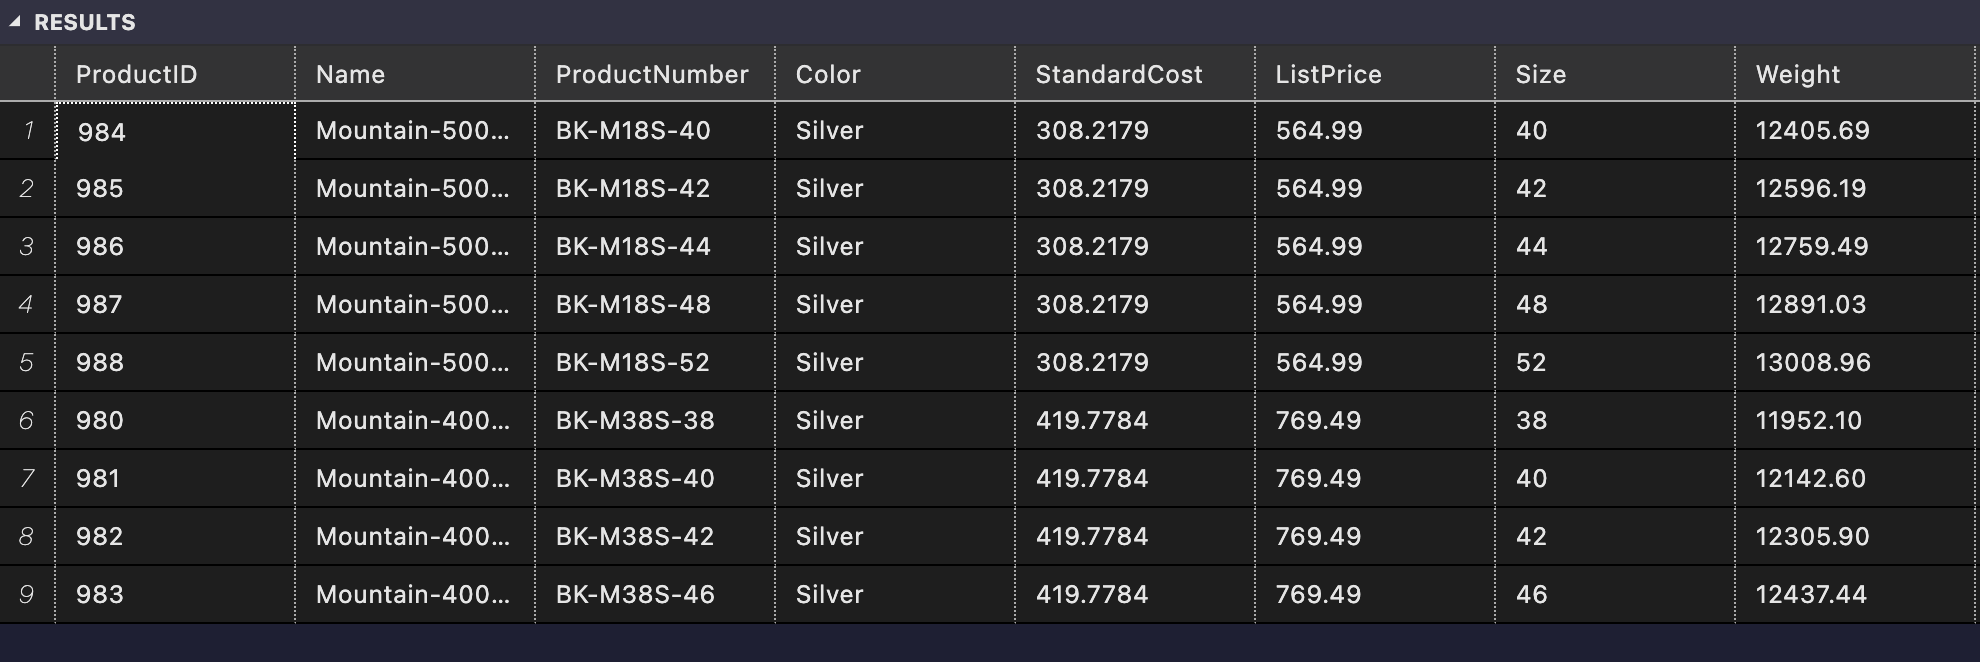 RESULTS
ProductID Name ProductNumber Color StandardCost ListPrice Size Weight
1 984 Mountain-500... BK-M18S-40 Silver 308.2179 564.99 40 12405.69
2 985 Mountain-500... BK-M18S-42 Silver 308.2179 564.99 42 12596.19
3 986 Mountain-500... BK-M18S-44 Silver 308.2179 564.99 44 12759.49
4 987 Mountain-500... BK-M18S-48 Silver 308.2179 564.99 48 12891.03
5 988 Mountain-500... BK-M18S-52 Silver 308.2179 564.99 52 13008.96
6 980 Mountain-400... BK-M38S-38 Silver 419.7784 769.49 38 11952.10
7 981 Mountain-400... BK-M38S-40 Silver 419.7784 769.49 40 12142.60
8 982 Mountain-400... BK-M38S-42 Silver 419.7784 769.49 42 12305.90
9 983 Mountain-400... BK-M38S-46 Silver 419.7784 769.49 46 12437.44